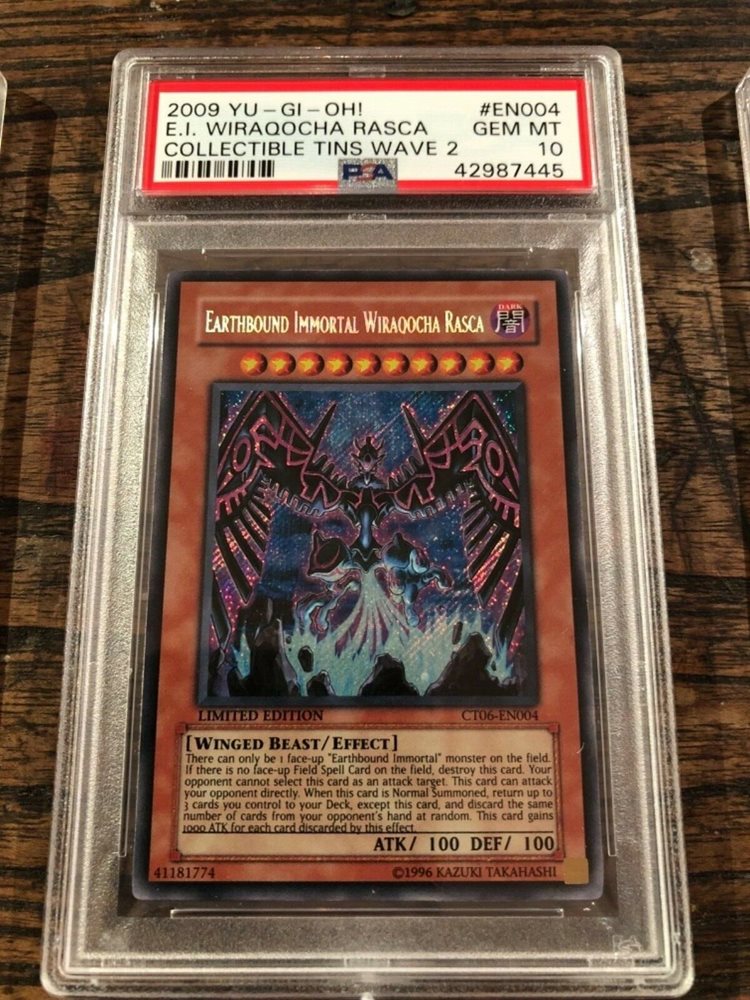 2009 YU-GI-OH! #EN004
E.I. WIRAQOCHA RASCA GEM MT
COLLECTIBLE TINS WAVE 2 10
PSA 42987445
EARTHBOUND IMMORTAL WIRAQOCHA RASCA
DARK
闇
LIMITED EDITION CT06-EN004
[WINGED BEAST/EFFECT]
There can only be 1 face-up "Earthbound Immortal" monster on the field.
If there is no face-up Field Spell Card on the field, destroy this card. Your
opponent cannot select this card as an attack target. This card can attack
your opponent directly. When this card is Normal Summoned, return up to
3 cards you control to your Deck, except this card, and discard the same
number of cards from your opponent's hand at random. This card gains
1000 ATK for each card discarded by this effect.
ATK/ 100 DEF/ 100
41181774 ©1996 KAZUKI TAKAHASHI